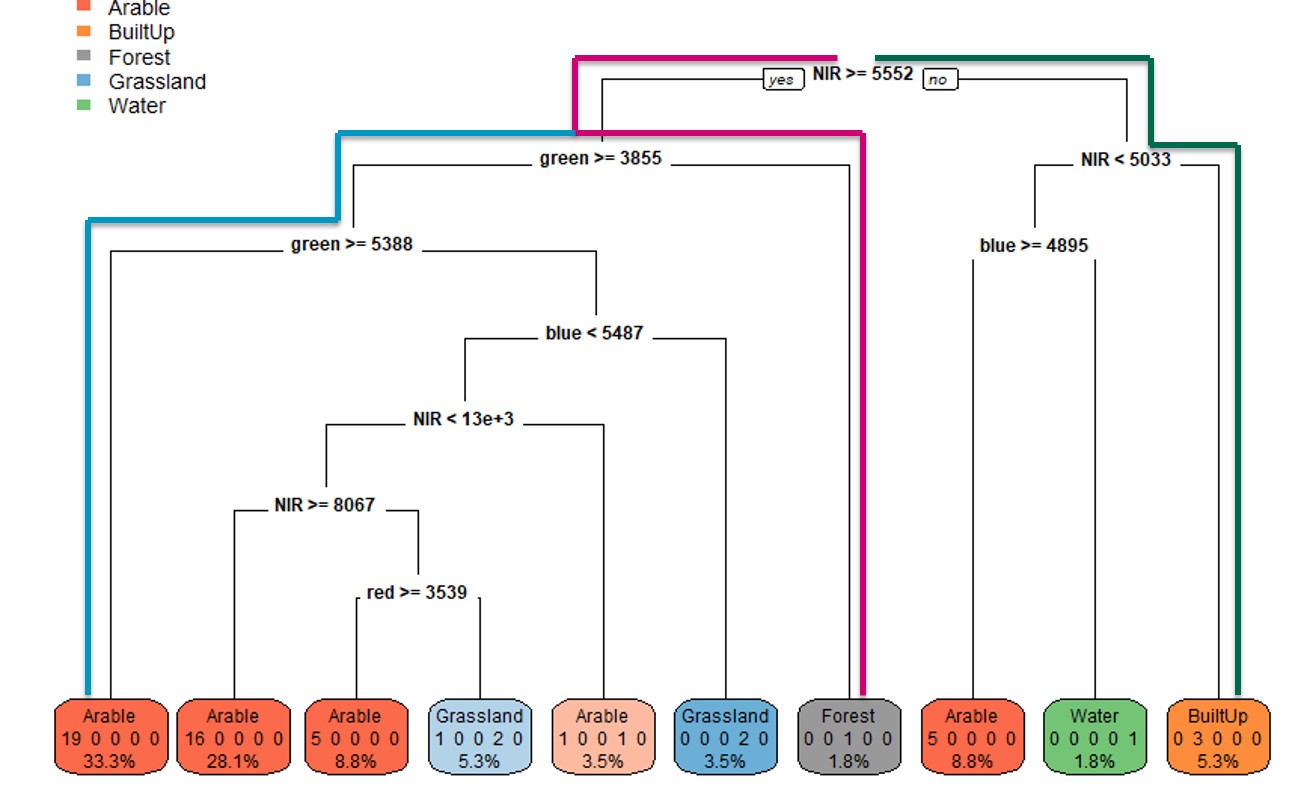 Arable
BuiltUp
Forest
Grassland
Water
yes NIR >= 5552 no
green >= 3855
NIR < 5033
green >= 5388
blue >= 4895
blue < 5487
NIR < 13e+3
NIR >= 8067
red >= 3539
Arable Arable Arable Grassland Arable Grassland Forest Arable Water BuiltUp
19 0 0 0 0 16 0 0 0 0 5 0 0 0 0 1 0 0 2 0 1 0 0 1 0 0 0 0 2 0 0 0 1 0 0 5 0 0 0 0 0 0 0 0 1 0 3 0 0 0
33.3% 28.1% 8.8% 5.3% 3.5% 3.5% 1.8% 8.8% 1.8% 5.3%